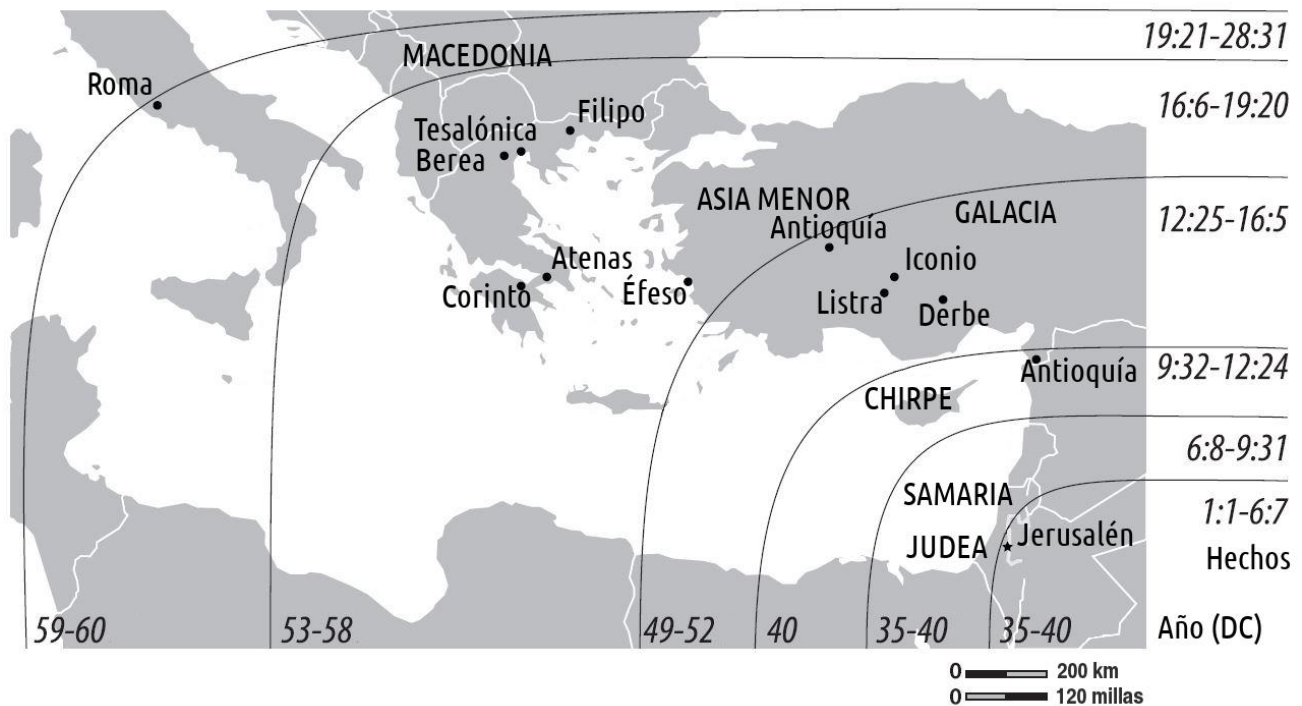 19:21-28:31
MACEDONIA
Roma
16:6-19:20
Filipo
Tesalónica
Berea
ASIA MENOR
GALACIA
12:25-16:5
Antioquía
Atenas
Iconio
Corinto
Éfeso
Listra
Derbe
Antioquía
9:32-12:24
CHIRPE
6:8-9:31
SAMARIA
1:1-6:7
JUDEA
Jerusalén
Hechos
59-60
53-58
49-52
40
35-40
35-40
Año (DC)
0 200 km
0 120 millas